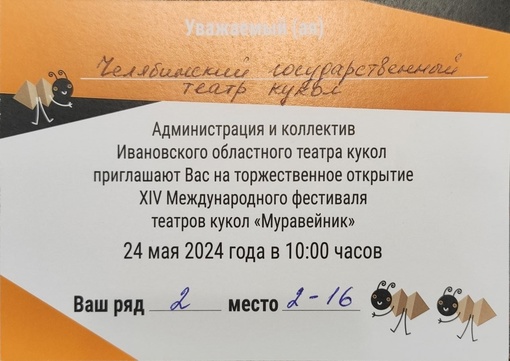 Уважаемый (ая)
Челябинский государственный
театр кукол
Администрация и коллектив
Ивановского областного театра кукол
приглашают Вас на торжественное открытие
XIV Международного фестиваля
театров кукол «Муравейник»
24 мая 2024 года в 10:00 часов
Ваш ряд 2 место 2-16